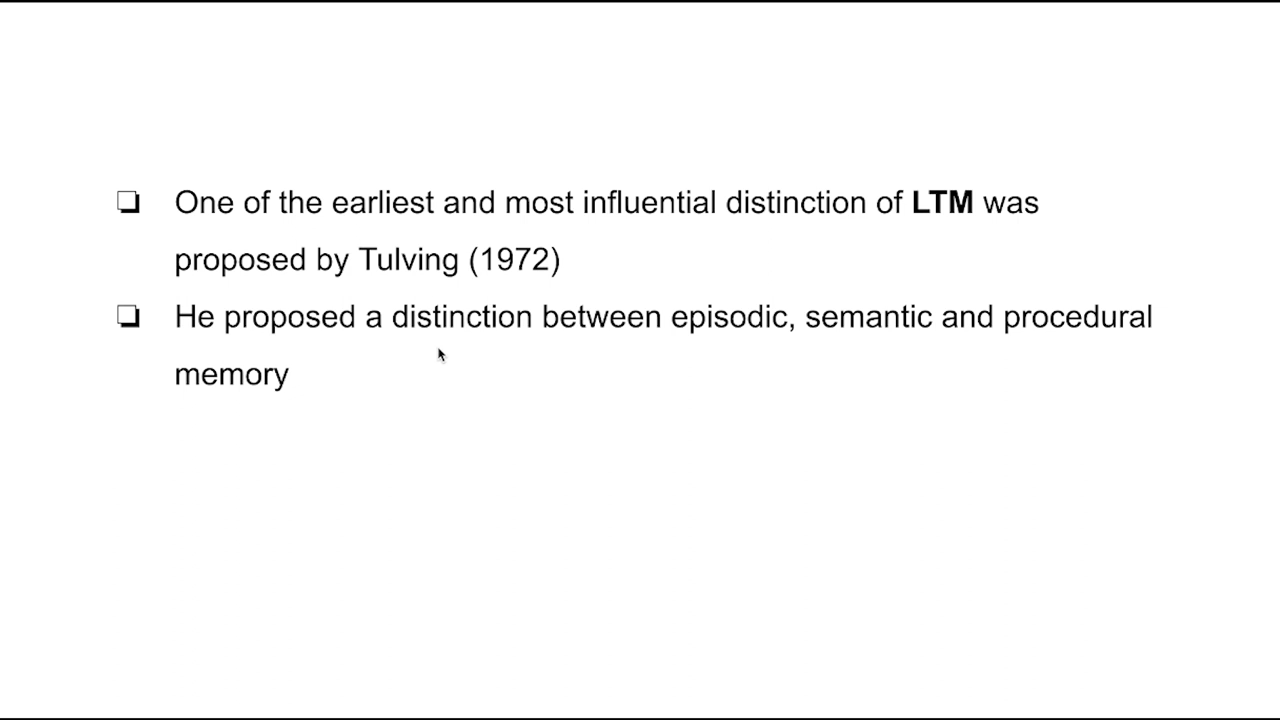 ❏ One of the earliest and most influential distinction of LTM was
proposed by Tulving (1972)
❏ He proposed a distinction between episodic, semantic and procedural
memory